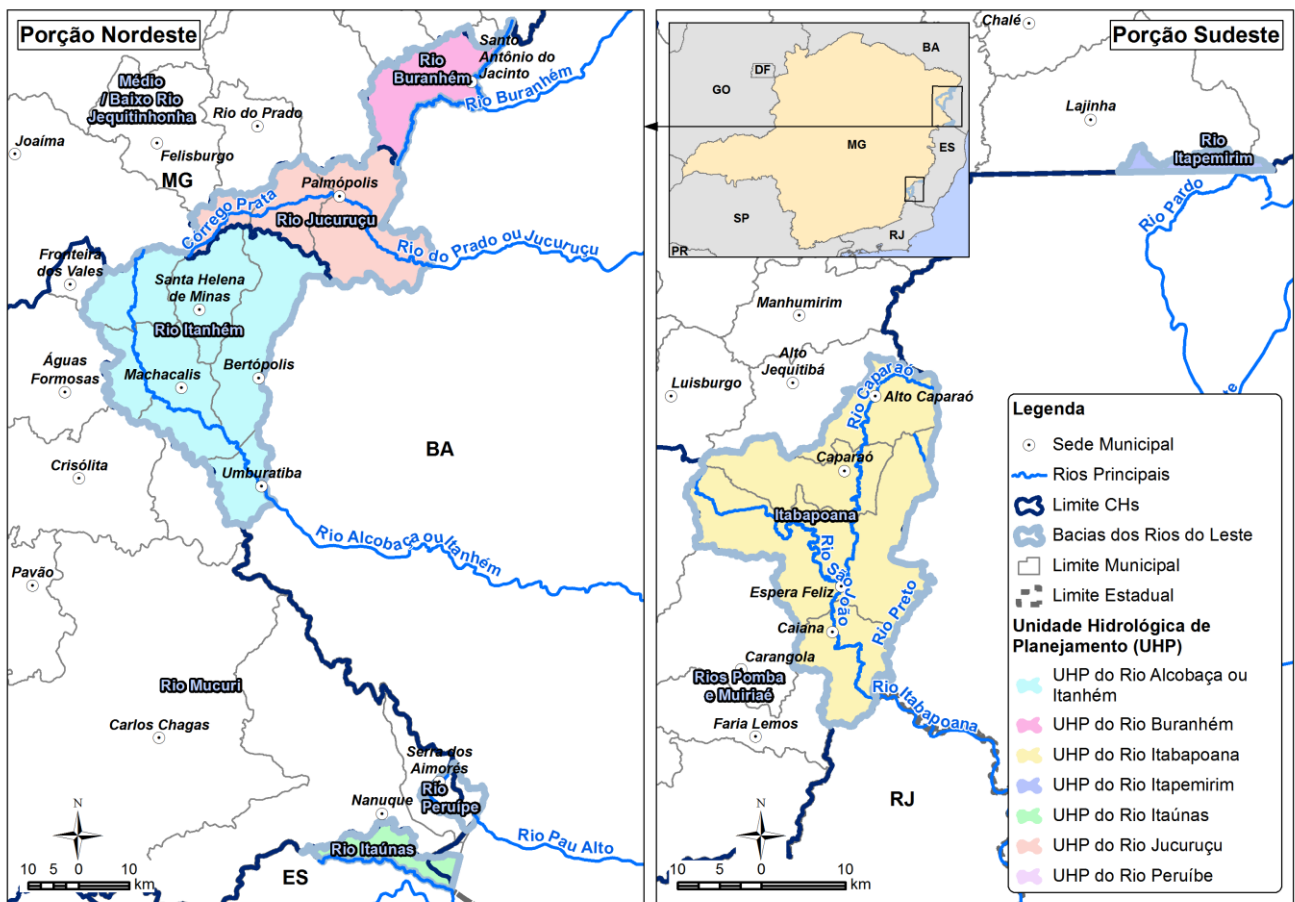 Porção Nordeste
Santo
Antônio do
Jacinto
Rio
Buranhém
Rio Buranhém
Médio
/ Baixo Rio
Jequitinhonha
Rio do Prado
Joaíma
Felisburgo
MG
Palmópolis
Córrego Prata
Rio Jucuruçu
Rio do Prado ou Jucuruçu
Fronteira
dos Vales
Santa Helena
de Minas
Rio Itanhém
Águas
Formosas
Machacalis
Bertópolis
BA
Crisólita
Umburatiba
Rio Alcobaça ou Itanhém
Pavão
Rio Mucuri
Carlos Chagas
Serra dos
Aimorés
Rio
Peruípe
Nanuque
Rio Pau Alto
Rio Itaúnas
ES
N
10 5 0 10
km
Porção Sudeste
Chalé
BA
DF
GO
MG
ES
SP
RJ
PR
Lajinha
Rio
Itapemirim
Rio Pardo
Manhumirim
Alto
Jequitibá
Luisburgo
Rio Caparaó
Alto Caparaó
Caparaó
Itabapoana
Rio São João
Espera Feliz
Rio Preto
Caiana
Carangola
Rios Pomba
e Muiriaé
Rio Itabapoana
Faria Lemos
RJ
N
10 5 0 10
km
Legenda
Sede Municipal
Rios Principais
Limite CHs
Bacias dos Rios do Leste
Limite Municipal
Limite Estadual
Unidade Hidrológica de
Planejamento (UHP)
UHP do Rio Alcobaça ou
Itanhém
UHP do Rio Buranhém
UHP do Rio Itabapoana
UHP do Rio Itapemirim
UHP do Rio Itaúnas
UHP do Rio Jucuruçu
UHP do Rio Peruíbe